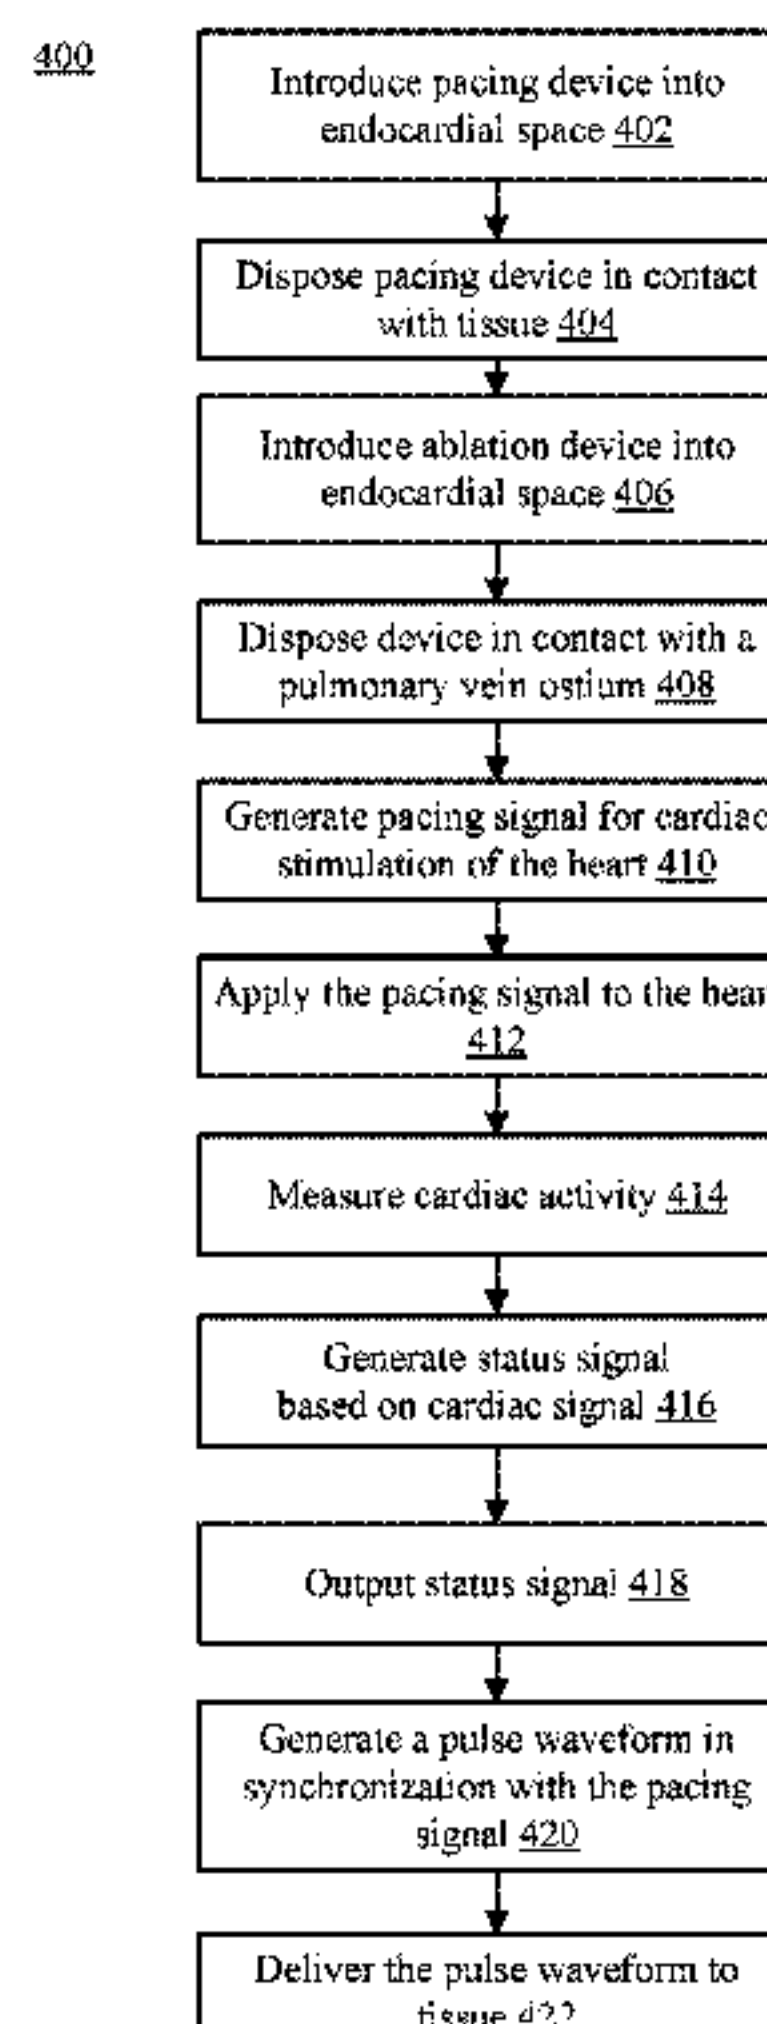 400
Introduce pacing device into
endocardial space 402
Dispose pacing device in contact
with tissue 404
Introduce ablation device into
endocardial space 406
Dispose device in contact with a
pulmonary vein ostium 408
Generate pacing signal for cardiac
stimulation of the heart 410
Apply the pacing signal to the hear
412
Measure cardiac activity 414
Generate status signal
based on cardiac signal 416
Output status signal 418
Generate a pulse waveform in
synchronization with the pacing
signal 420
Deliver the pulse waveform to
tissue 422